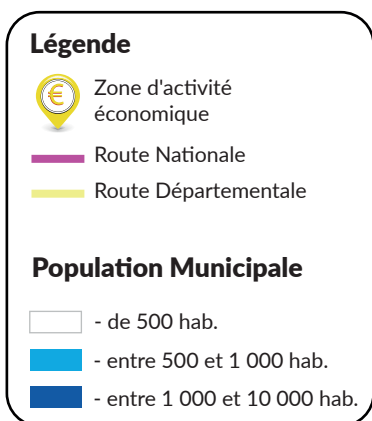 Légende
€
Zone d'activité
économique
Route Nationale
Route Départementale
Population Municipale
- de 500 hab.
- entre 500 et 1 000 hab.
- entre 1 000 et 10 000 hab.